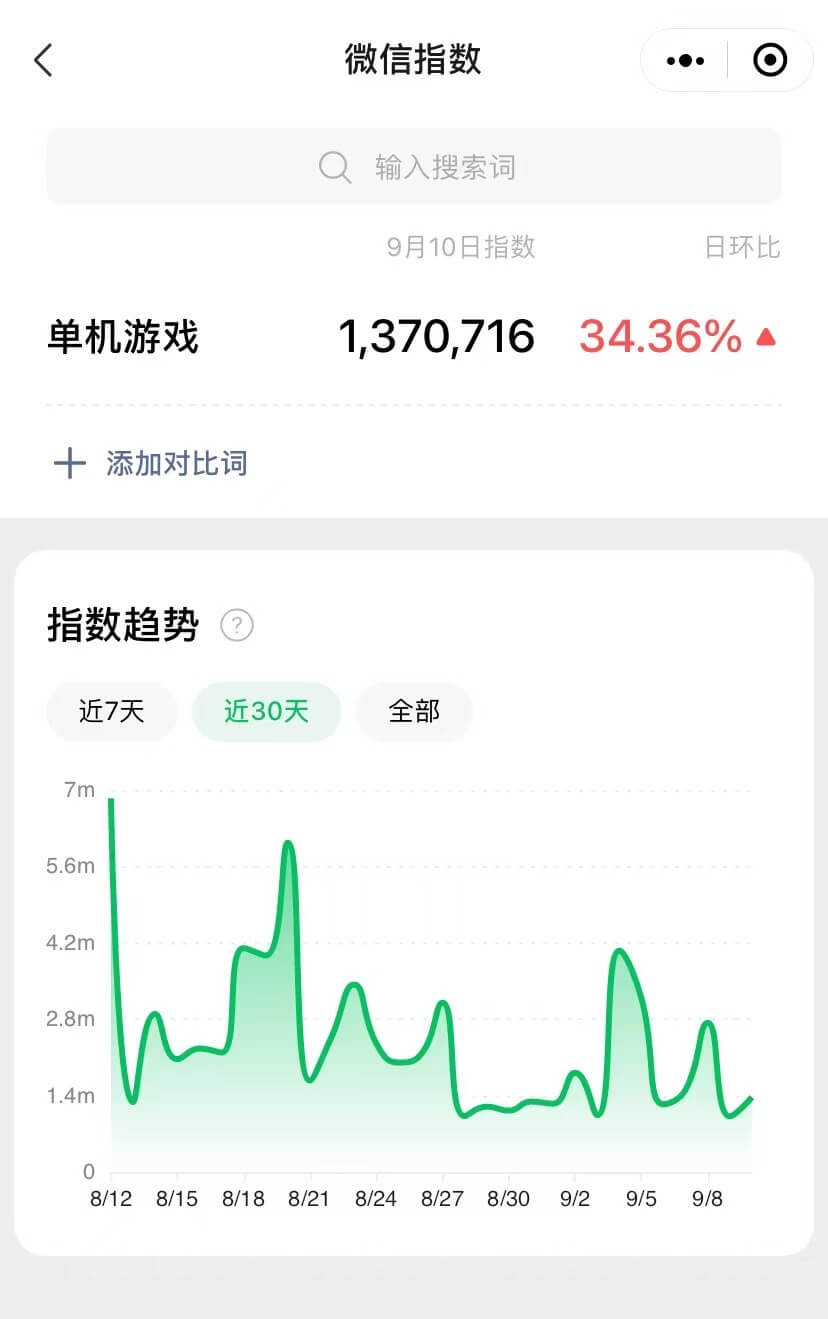 微信指数
输入搜索词
9月10日指数 日环比
单机游戏 1,370,716 34.36%
添加对比词
指数趋势 ?
近7天 近30天 全部
7m
5.6m
4.2m
2.8m
1.4m
0
8/12 8/15 8/18 8/21 8/24 8/27 8/30 9/2 9/5 9/8